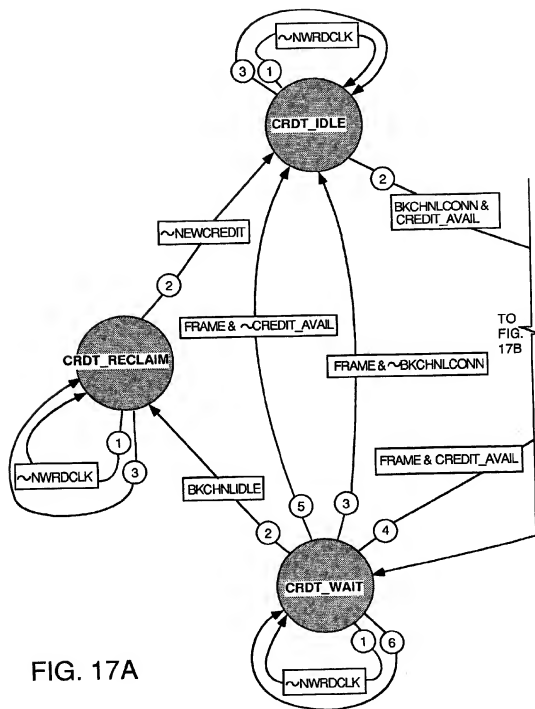 ~NWRDCLK
3
1
CRDT_IDLE
2
BKCHNLCONN &
CREDIT_AVAIL
~NEWCREDIT
2
TO
FIG.
17B
FRAME & ~CREDIT_AVAIL
CRDT_RECLAIM
FRAME & ~BKCHNLCONN
1
~NWRDCLK
3
FRAME & CREDIT_AVAIL
BKCHNLIDLE
5
3
4
2
CRDT_WAIT
1
6
~NWRDCLK
FIG. 17A